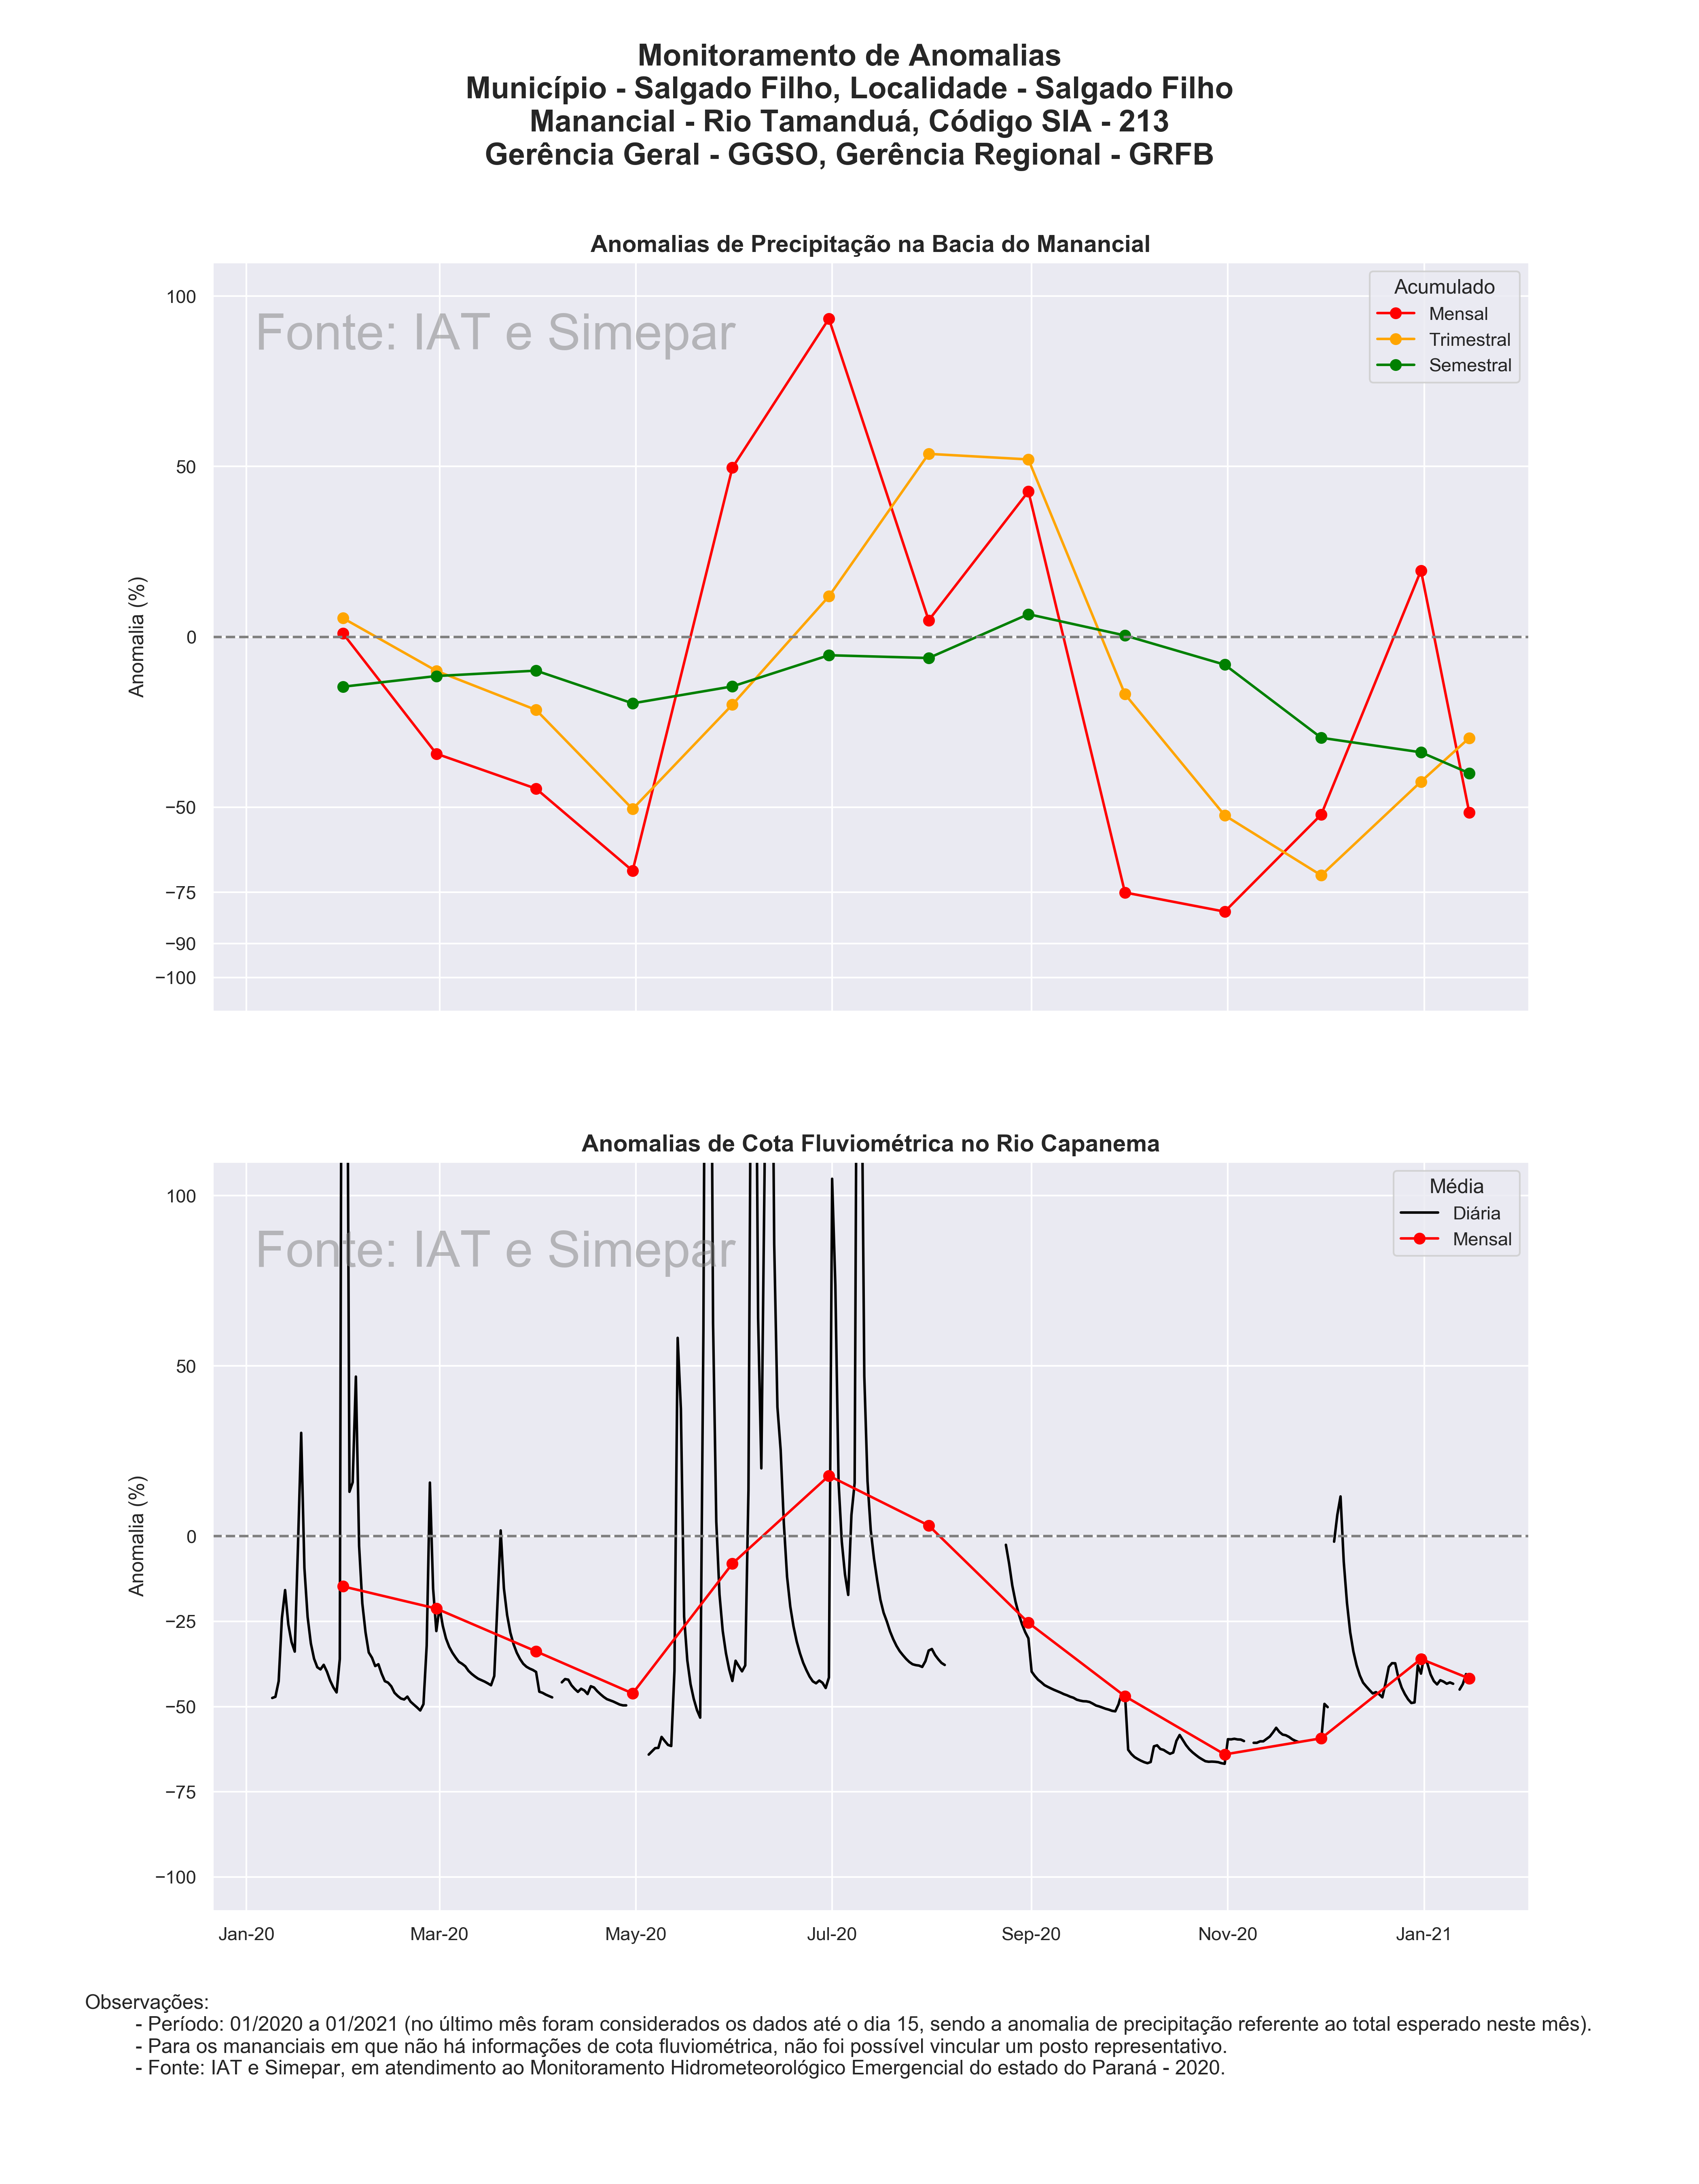 Monitoramento de Anomalias
Município - Salgado Filho, Localidade - Salgado Filho
Manancial - Rio Tamanduá, Código SIA - 213
Gerência Geral - GGSO, Gerência Regional - GRFB
Anomalias de Precipitação na Bacia do Manancial
Fonte: IAT e Simepar
Acumulado
Mensal
Trimestral
Semestral
Anomalia (%)
100
50
0
−50
−75
−90
−100
Anomalias de Cota Fluviométrica no Rio Capanema
Fonte: IAT e Simepar
Média
Diária
Mensal
Anomalia (%)
100
50
0
−25
−50
−75
−100
Jan-20 Mar-20 May-20 Jul-20 Sep-20 Nov-20 Jan-21
Observações:
- Período: 01/2020 a 01/2021 (no último mês foram considerados os dados até o dia 15, sendo a anomalia de precipitação referente ao total esperado neste mês).
- Para os mananciais em que não há informações de cota fluviométrica, não foi possível vincular um posto representativo.
- Fonte: IAT e Simepar, em atendimento ao Monitoramento Hidrometeorológico Emergencial do estado do Paraná - 2020.